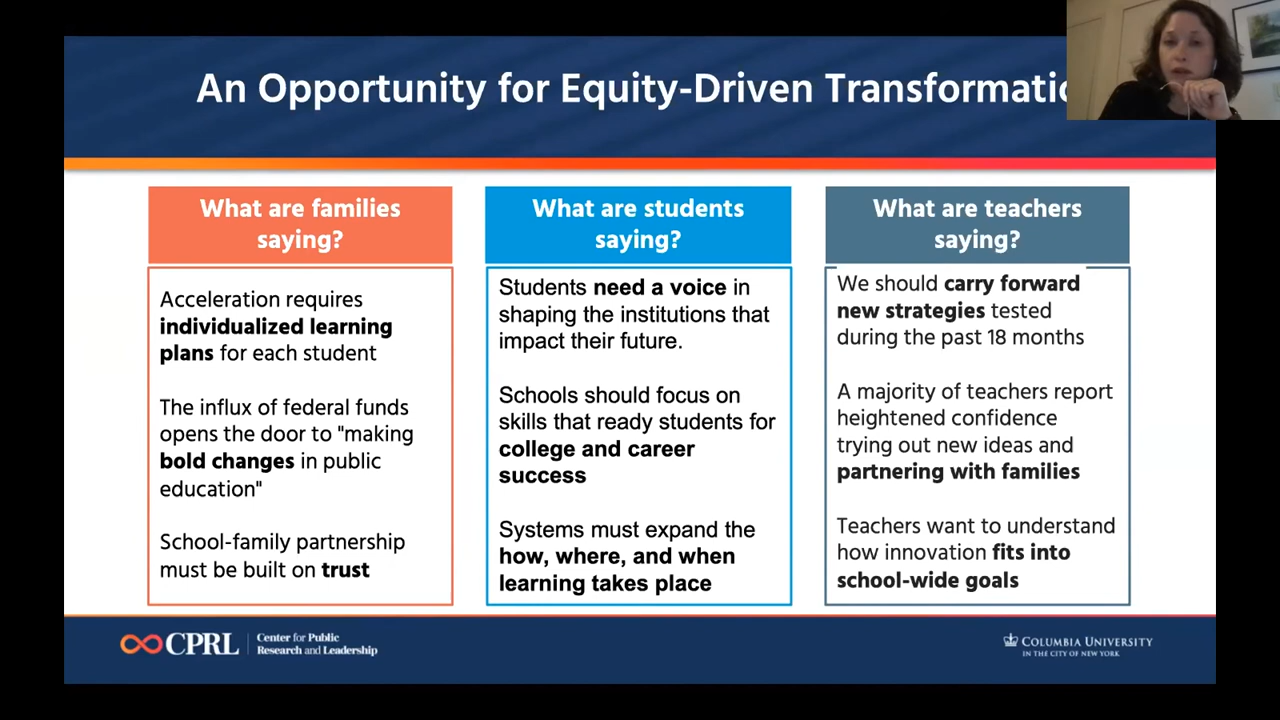 An Opportunity for Equity-Driven Transformatio
What are families
saying?
Acceleration requires
individualized learning
plans for each student
The influx of federal funds
opens the door to "making
bold changes in public
education"
School-family partnership
must be built on trust
What are students
saying?
Students need a voice in
shaping the institutions that
impact their future.
Schools should focus on
skills that ready students for
college and career
success
Systems must expand the
how, where, and when
learning takes place
What are teachers
saying?
We should carry forward
new strategies tested
during the past 18 months
A majority of teachers report
heightened confidence
trying out new ideas and
partnering with families
Teachers want to understand
how innovation fits into
school-wide goals
CPRL
Center for Public
Research and Leadership
COLUMBIA UNIVERSITY
IN THE CITY OF NEW YORK